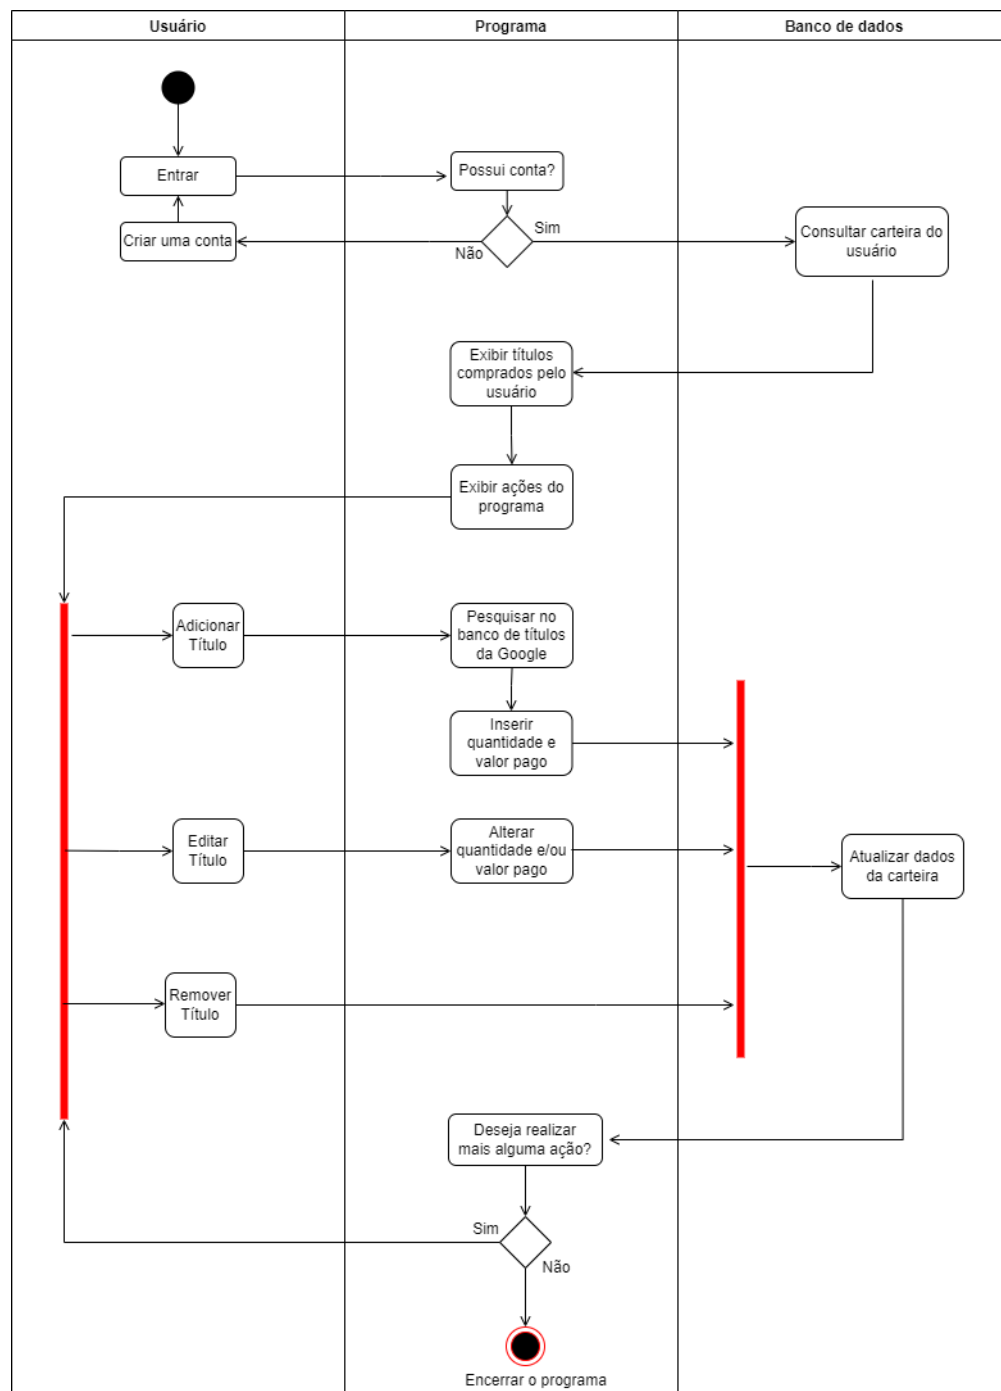 Usuário
Programa
Banco de dados
Entrar
Possui conta?
Criar uma conta
Não
Sim
Consultar carteira do
usuário
Exibir títulos
comprados pelo
usuário
Exibir ações do
programa
Adicionar
Título
Pesquisar no
banco de títulos
da Google
Inserir
quantidade e
valor pago
Editar
Título
Alterar
quantidade e/ou
valor pago
Atualizar dados
da carteira
Remover
Título
Deseja realizar
mais alguma ação?
Sim
Não
Encerrar o programa